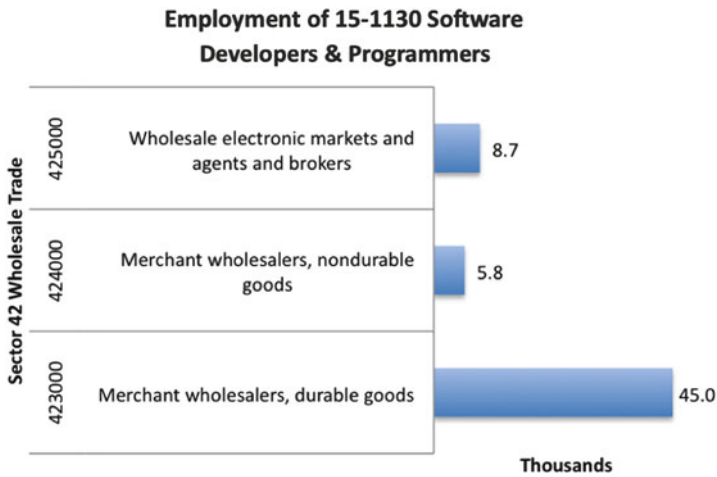 Employment of 15-1130 Software
Developers & Programmers
Sector 42 Wholesale Trade
425000
Wholesale electronic markets and
agents and brokers
8.7
424000
Merchant wholesalers, nondurable
goods
5.8
423000
Merchant wholesalers, durable goods
45.0
Thousands